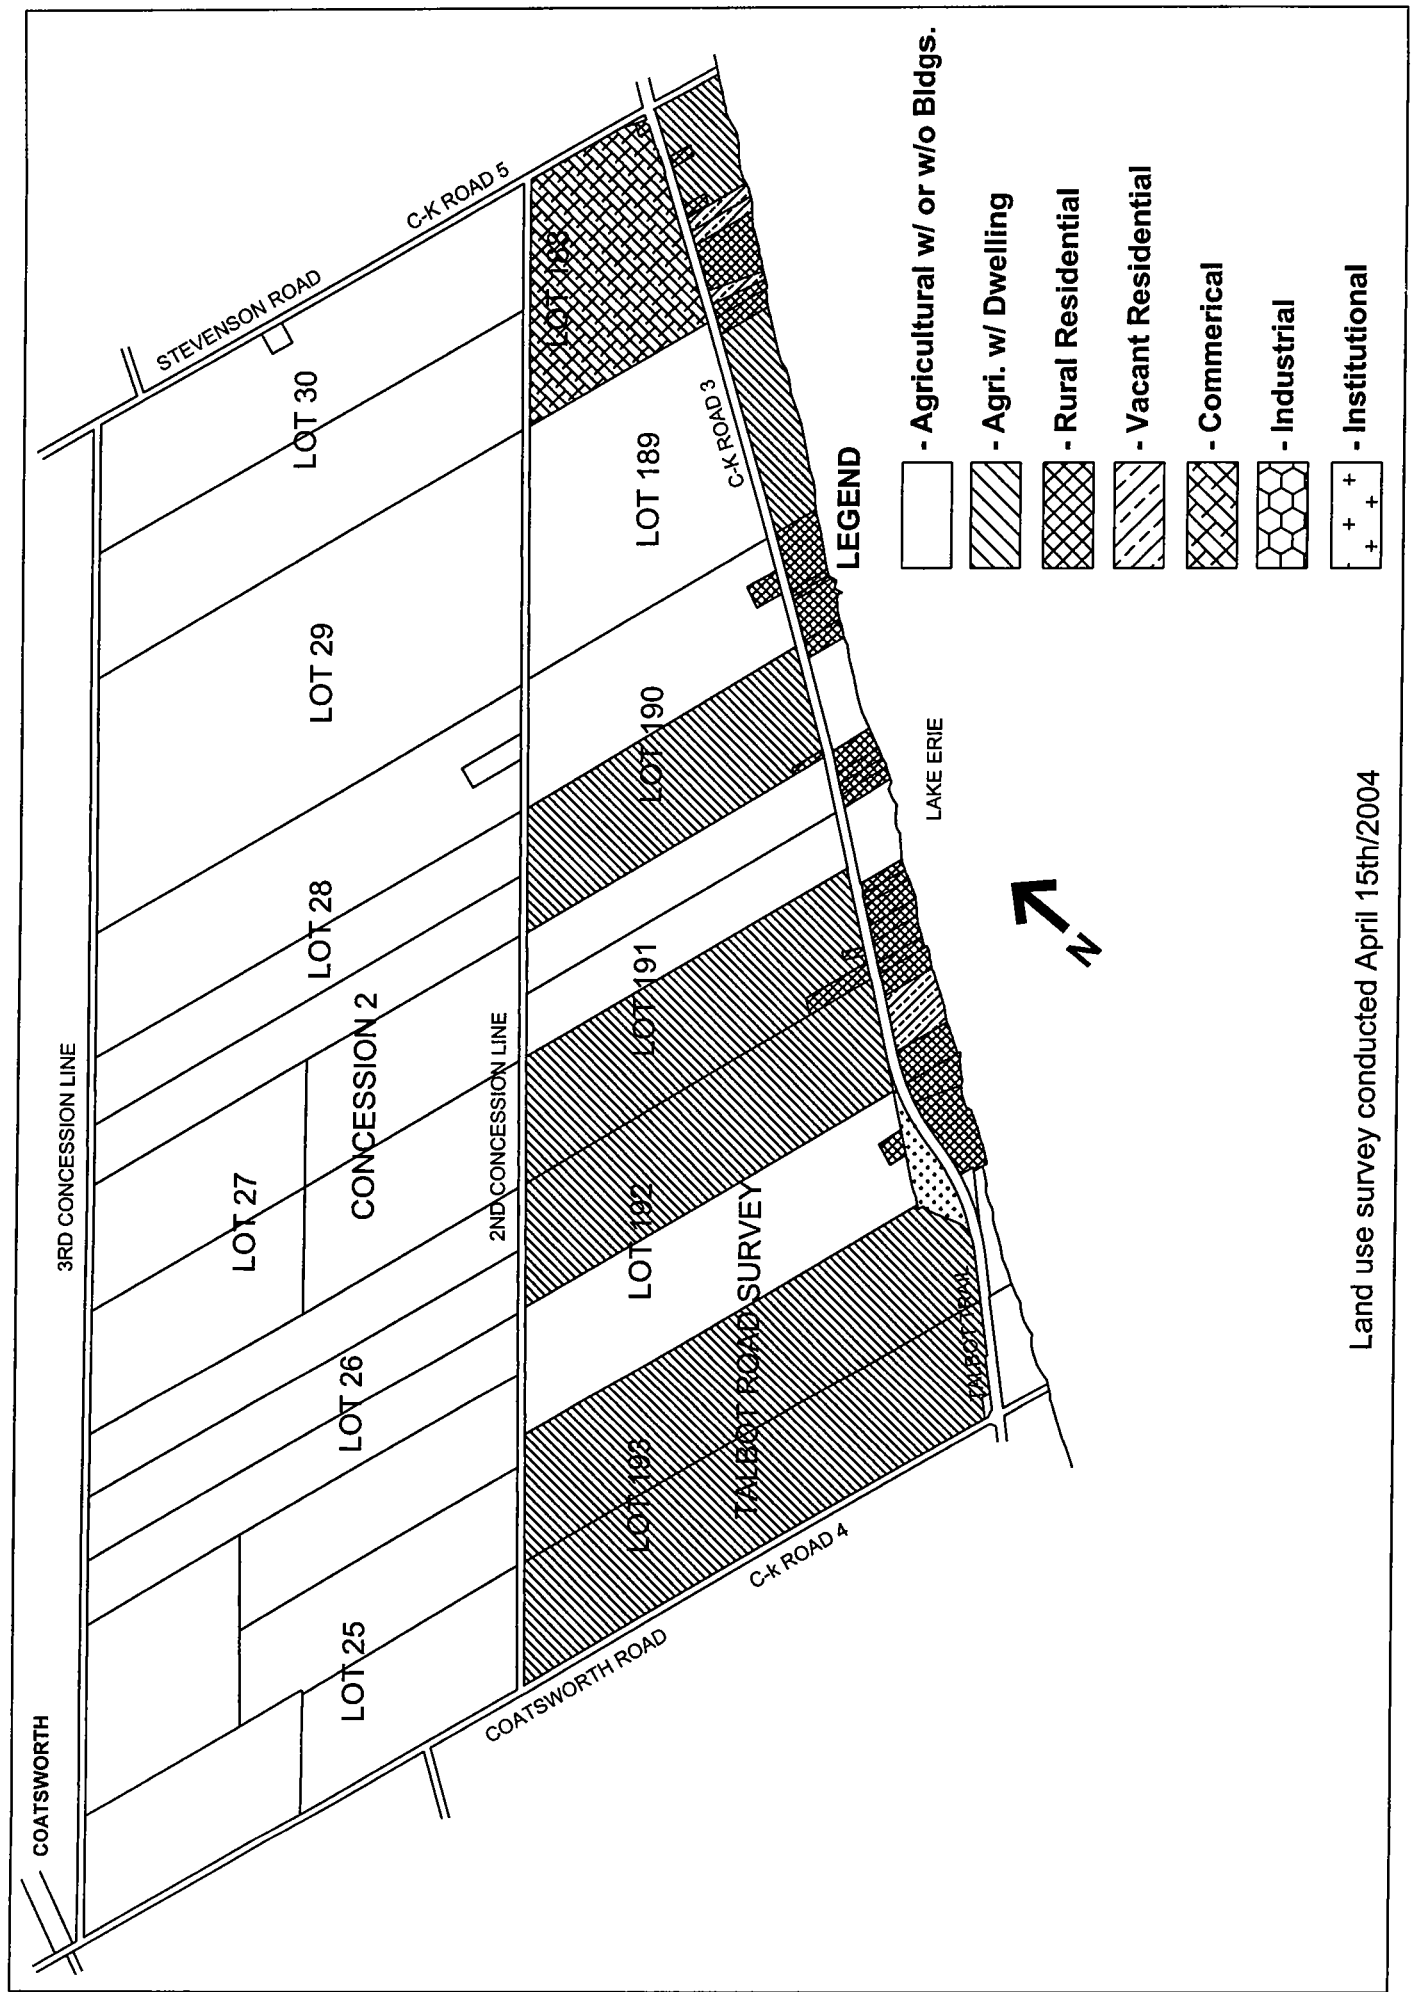 COATSWORTH
3RD CONCESSION LINE
STEVENSON ROAD
C-K ROAD 5
LOT 30
LOT 29
LOT 28
LOT 27
CONCESSION 2
LOT 26
LOT 25
2ND CONCESSION LINE
LOT 188
LOT 189
LOT 190
LOT 191
LOT 192
LOT 193
TALBOT ROAD SURVEY
C-K ROAD 3
TALBOT TRAIL
COATSWORTH ROAD
C-k ROAD 4
LAKE ERIE
N
LEGEND
- Agricultural w/ or w/o Bldgs.
- Agri. w/ Dwelling
- Rural Residential
- Vacant Residential
- Commerical
- Industrial
- Institutional
Land use survey conducted April 15th/2004